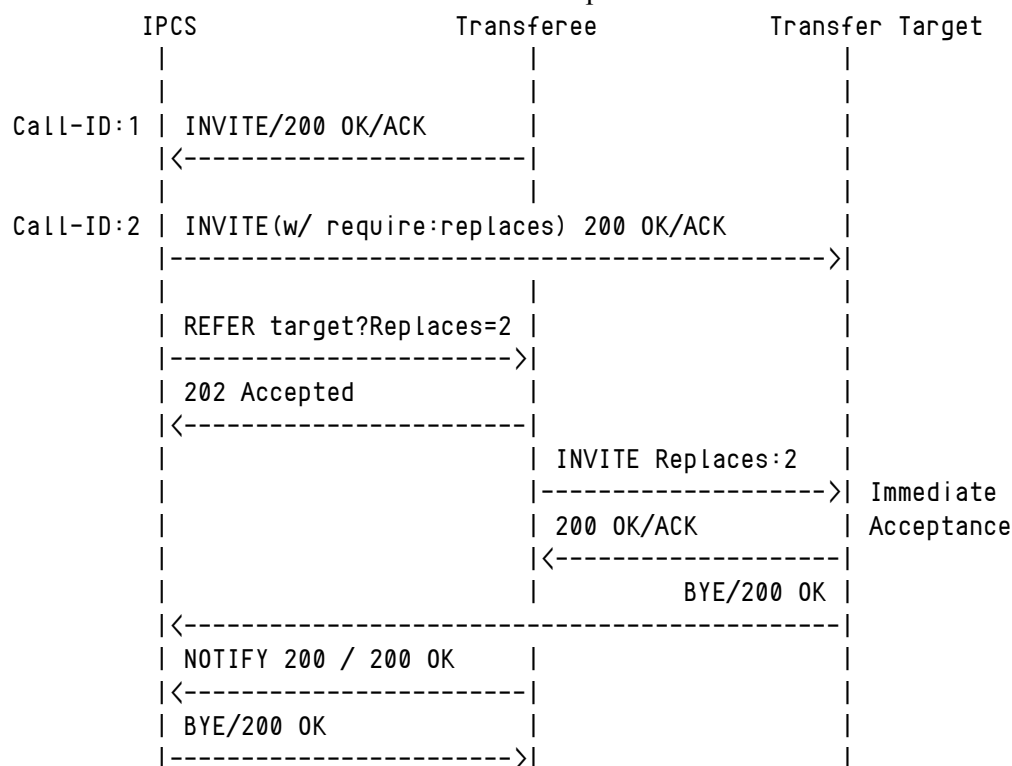 IPCS Transferee Transfer Target
Call-ID:1 INVITE/200 OK/ACK
Call-ID:2 INVITE(w/ require:replaces) 200 OK/ACK
REFER target?Replaces=2
202 Accepted
INVITE Replaces:2
Immediate
200 OK/ACK Acceptance
BYE/200 OK
NOTIFY 200 / 200 OK
BYE/200 OK